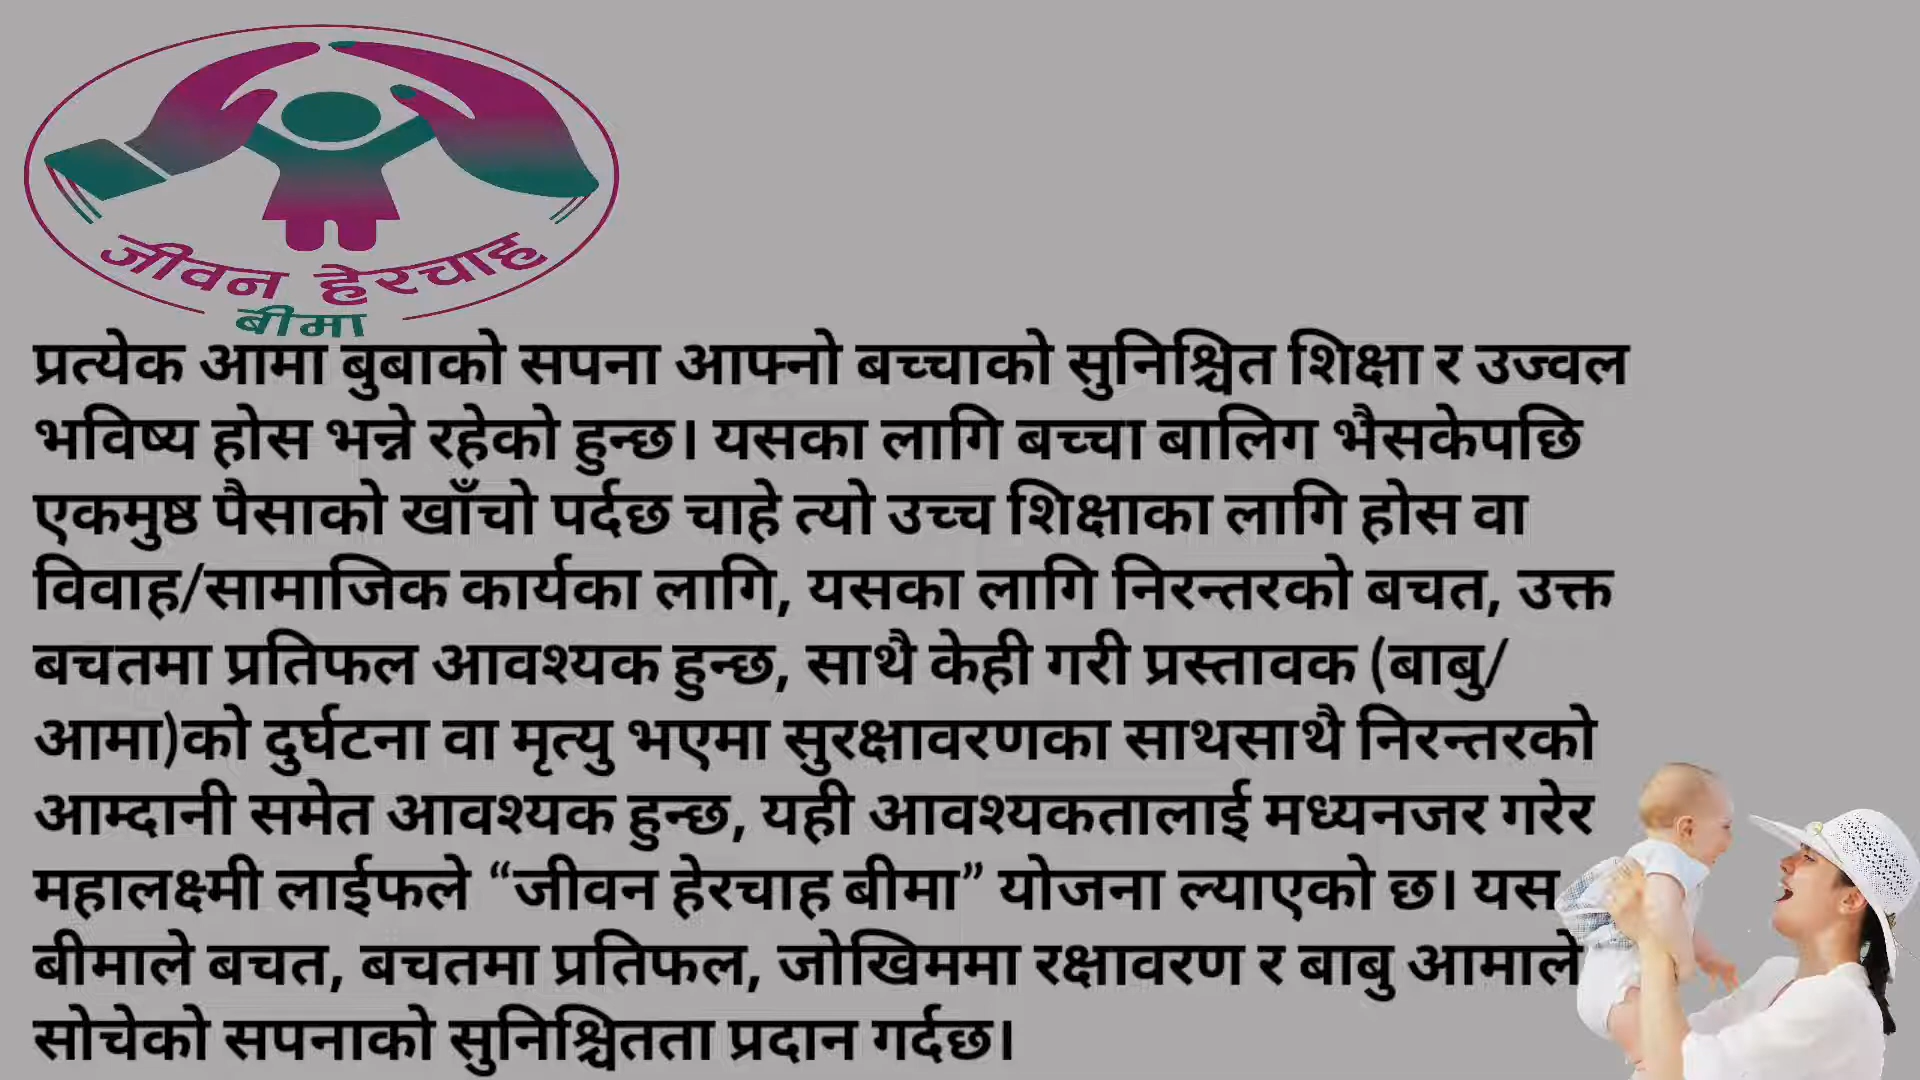 जीवन हेरचाह
बीमा
प्रत्येक आमा बुबाको सपना आफ्नो बच्चाको सुनिश्चित शिक्षा र उज्वल
भविष्य होस भन्ने रहेको हुन्छ। यसका लागि बच्चा बालिग भैसकेपछि
एकमुष्ठ पैसाको खाँचो पर्दछ चाहे त्यो उच्च शिक्षाका लागि होस वा
विवाह/सामाजिक कार्यका लागि, यसका लागि निरन्तरको बचत, उक्त
बचतमा प्रतिफल आवश्यक हुन्छ, साथै केही गरी प्रस्तावक (बाबु/
आमा)को दुर्घटना वा मृत्यु भएमा सुरक्षावरणका साथसाथै निरन्तरको
आम्दानी समेत आवश्यक हुन्छ, यही आवश्यकतालाई मध्यनजर गरेर
महालक्ष्मी लाईफले “जीवन हेरचाह बीमा” योजना ल्याएको छ। यस
बीमाले बचत, बचतमा प्रतिफल, जोखिममा रक्षावरण र बाबु आमाले
सोचेको सपनाको सुनिश्चितता प्रदान गर्दछ।